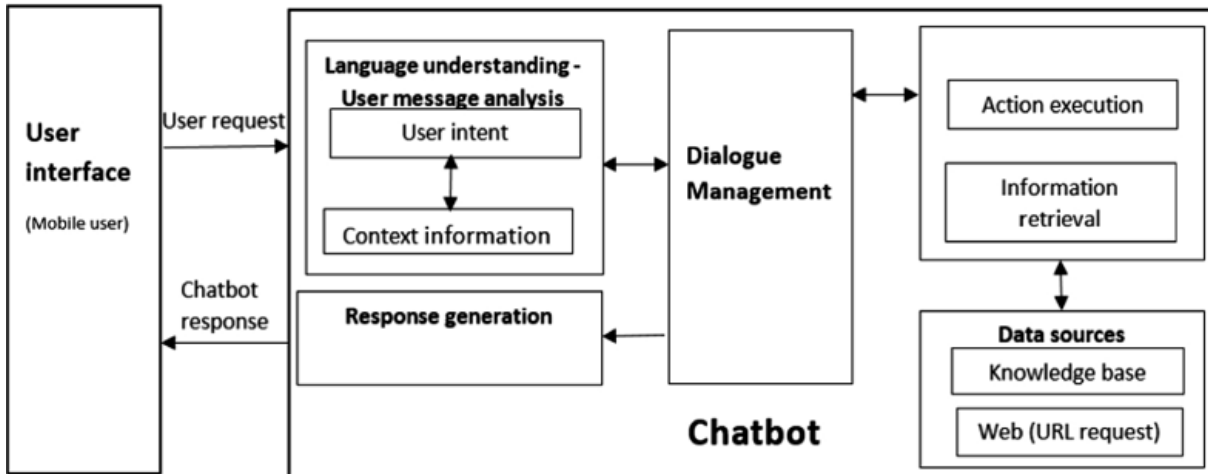 User
interface
(Mobile user)
User request
Chatbot
response
Language understanding -
User message analysis
User intent
Context information
Response generation
Dialogue
Management
Action execution
Information
retrieval
Data sources
Knowledge base
Web (URL request)
Chatbot